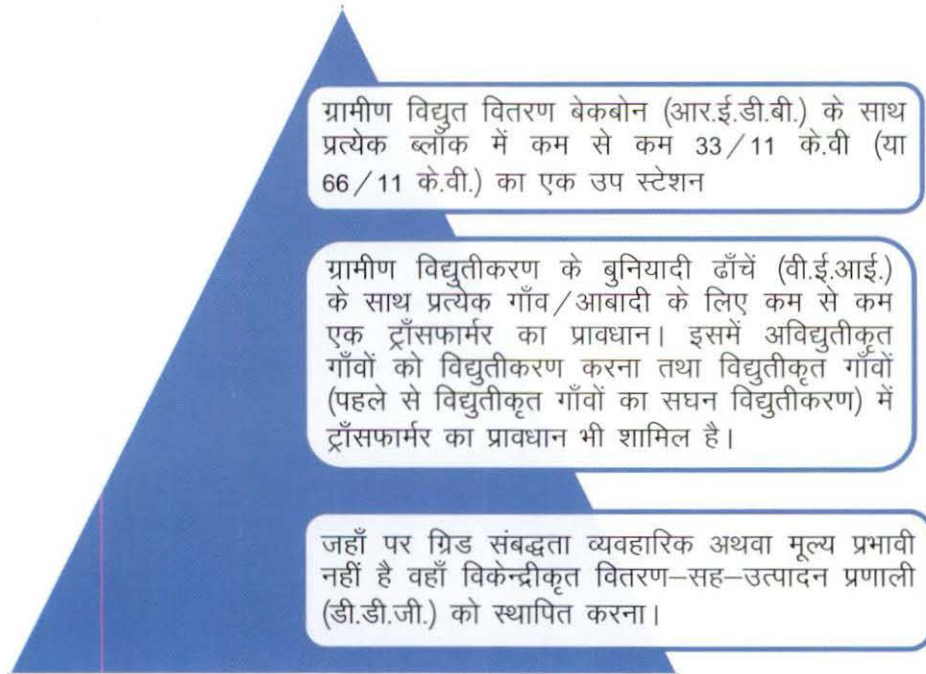 ग्रामीण विद्युत वितरण बेकबोन (आर.ई.डी.बी.) के साथ
प्रत्येक ब्लॉक में कम से कम 33/11 के.वी (या
66/11 के.वी.) का एक उप स्टेशन
ग्रामीण विद्युतीकरण के बुनियादी ढाँचें (वी.ई.आई.)
के साथ प्रत्येक गाँव/आबादी के लिए कम से कम
एक ट्राँसफार्मर का प्रावधान। इसमें अविद्युतीकृत
गाँवों को विद्युतीकरण करना तथा विद्युतीकृत गाँवों
(पहले से विद्युतीकृत गाँवों का सघन विद्युतीकरण) में
ट्राँसफार्मर का प्रावधान भी शामिल है।
जहाँ पर ग्रिड संबद्धता व्यवहारिक अथवा मूल्य प्रभावी
नहीं है वहाँ विकेन्द्रीकृत वितरण–सह–उत्पादन प्रणाली
(डी.डी.जी.) को स्थापित करना।